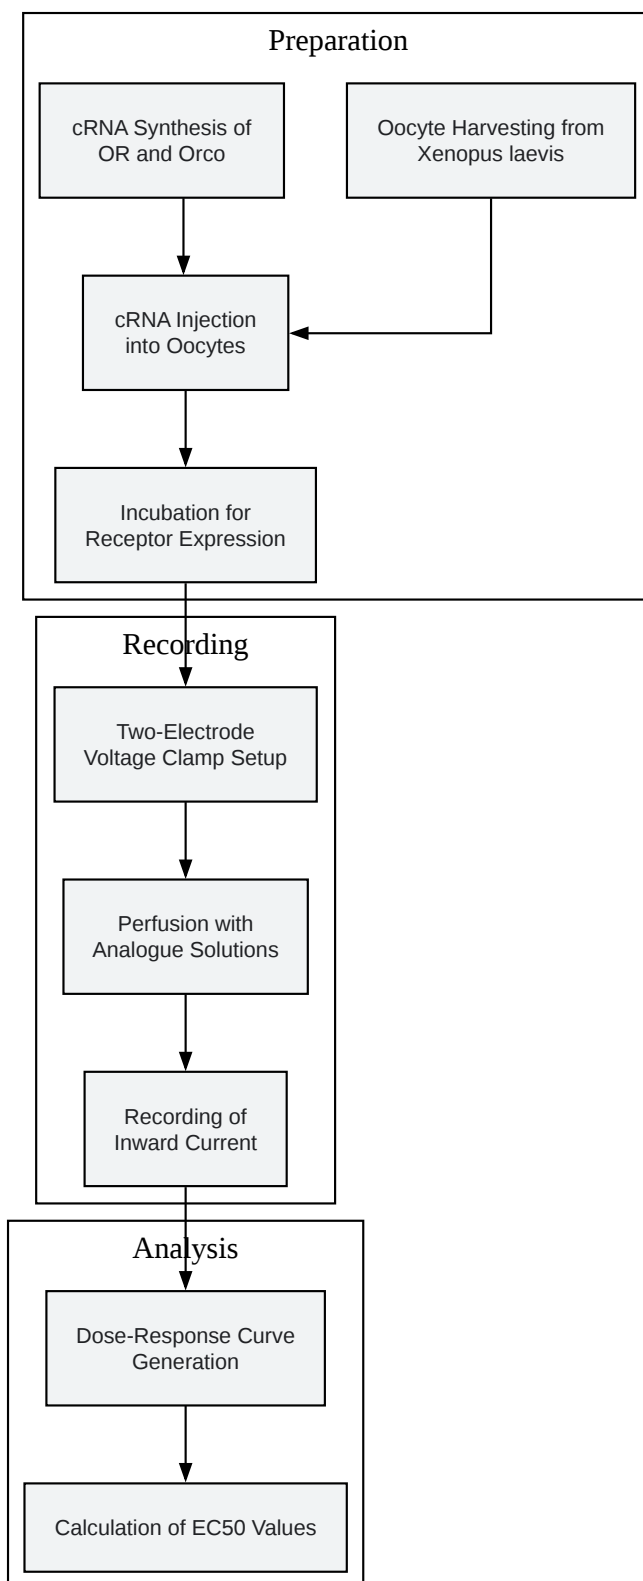 Preparation
cRNA Synthesis of
OR and Orco
Oocyte Harvesting from
Xenopus laevis
cRNA Injection
into Oocytes
Incubation for
Receptor Expression
Recording
Two-Electrode
Voltage Clamp Setup
Perfusion with
Analogue Solutions
Recording of
Inward Current
Analysis
Dose-Response Curve
Generation
Calculation of EC50 Values